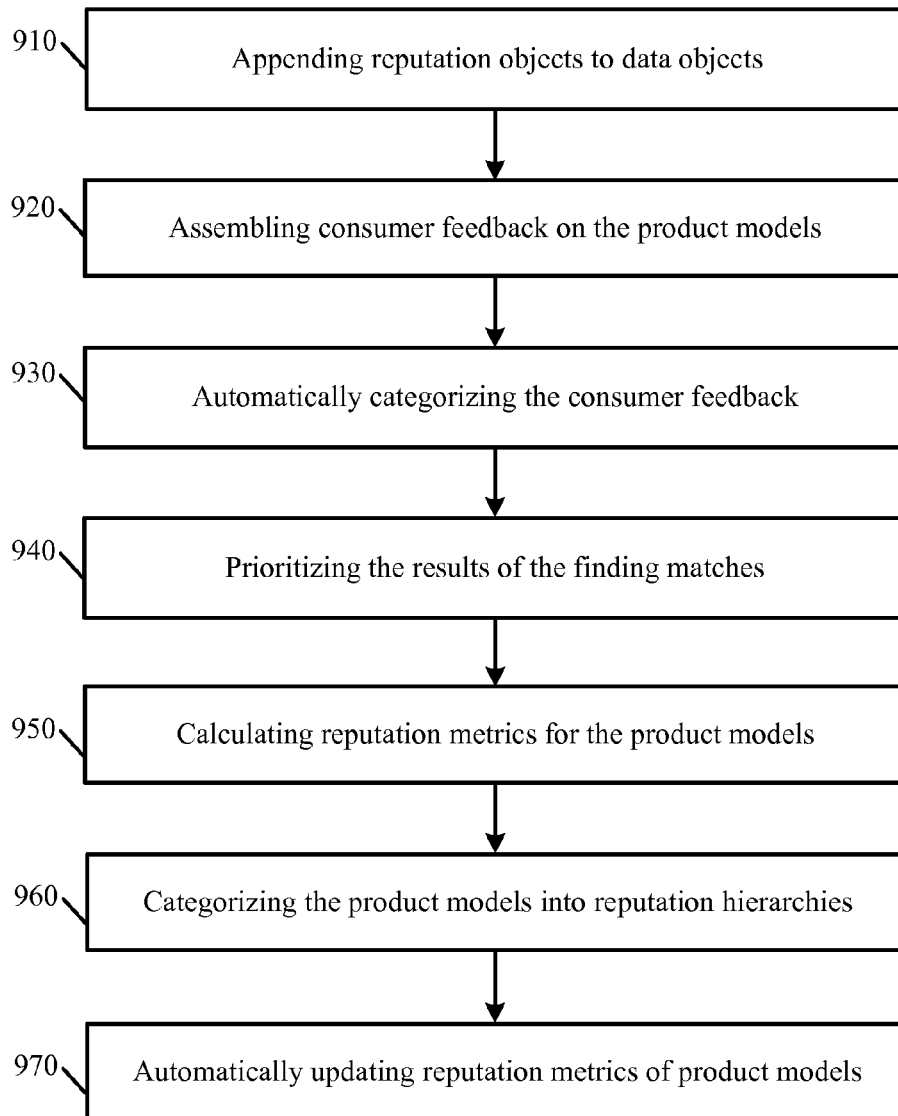 910
Appending reputation objects to data objects
920
Assembling consumer feedback on the product models
930
Automatically categorizing the consumer feedback
940
Prioritizing the results of the finding matches
950
Calculating reputation metrics for the product models
960
Categorizing the product models into reputation hierarchies
970
Automatically updating reputation metrics of product models